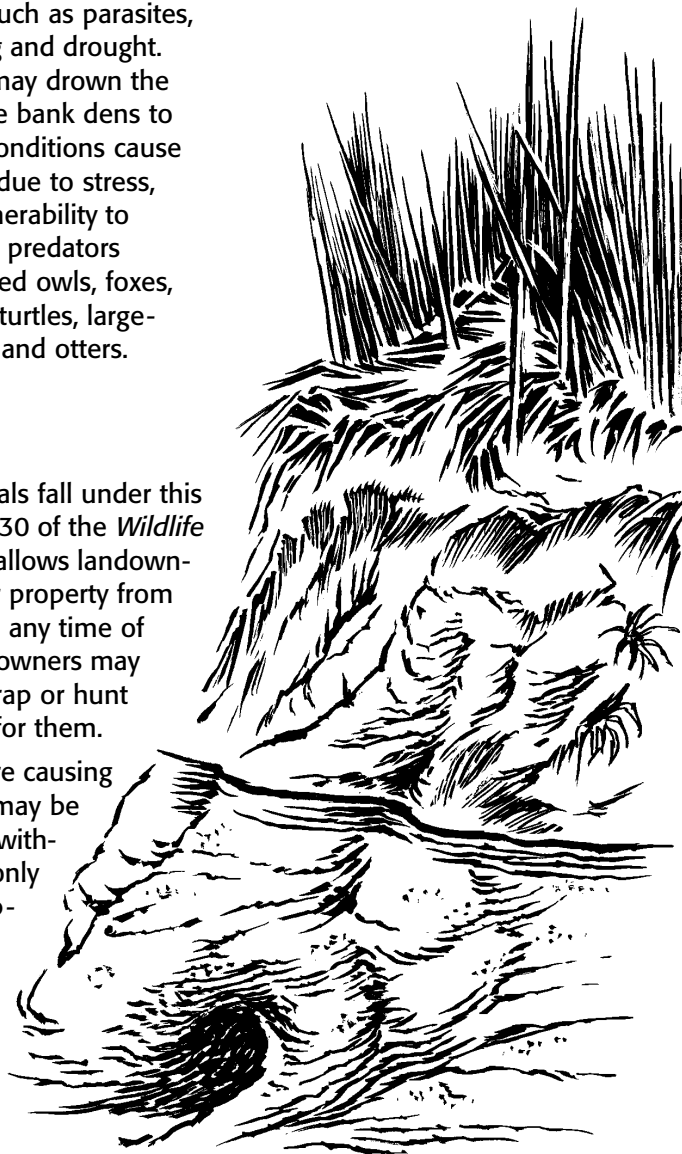 uch as parasites,
g and drought.
may drown the
e bank dens to
onditions cause
due to stress,
nerability to
predators
ed owls, foxes,
turtles, large-
and otters.
als fall under this
30 of the Wildlife
allows landown-
property from
any time of
owners may
rap or hunt
for them.
e causing
may be
with-
only
o-